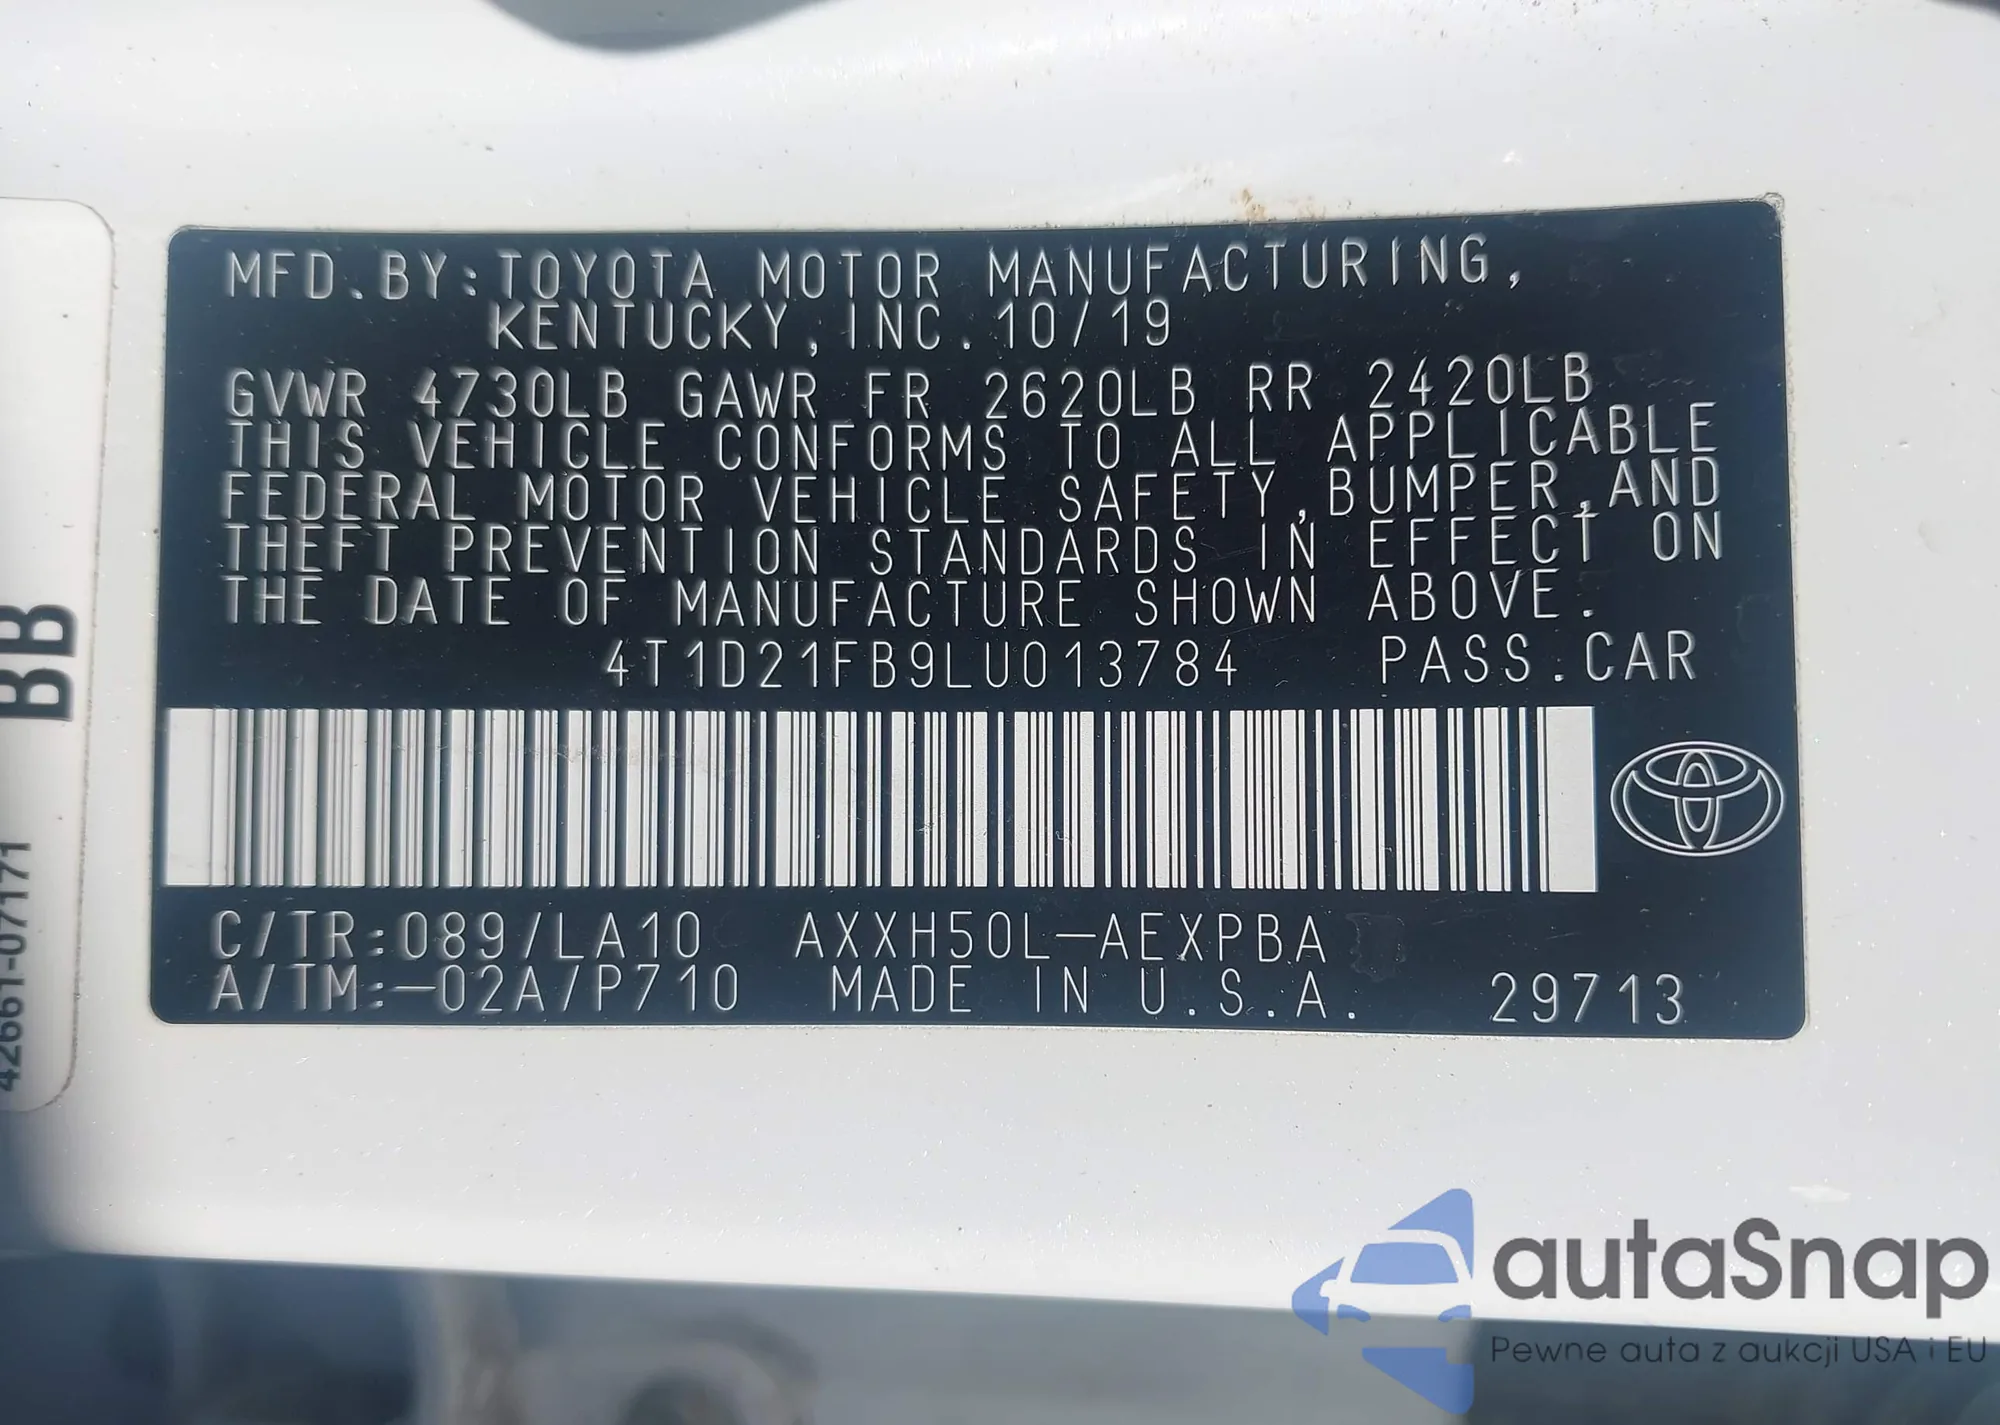 MFD.BY:TOYOTA MOTOR MANUFACTURING,
KENTUCKY,INC.10/19
GVWR 4730LB GAWR FR 2620LB RR 2420LB
THIS VEHICLE CONFORMS TO ALL APPLICABLE
FEDERAL MOTOR VEHICLE SAFETY,BUMPER,AND
THEFT PREVENTION STANDARDS IN EFFECT ON
THE DATE OF MANUFACTURE SHOWN ABOVE.
4T1D21FB9LU013784 PASS.CAR
C/TR:089/LA10 AXXH50L-AEXPBA
A/TM:-02A/P710 MADE IN U.S.A. 29713
BB
42661-07171
autaSnap
Pewne auta z aukcji USA i EU